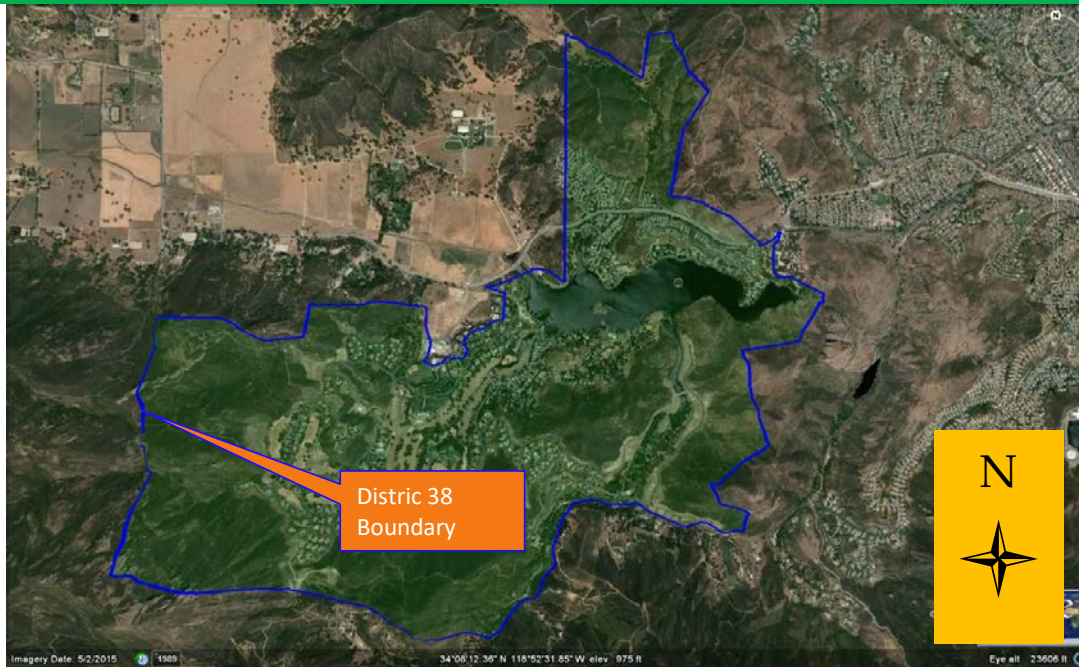 N
Distric 38
Boundary
N
Imagery Date: 5/2/2015 1989 34°08'12.36" N 118°52'31.85" W elev 975 ft Eye alt 23606 ft